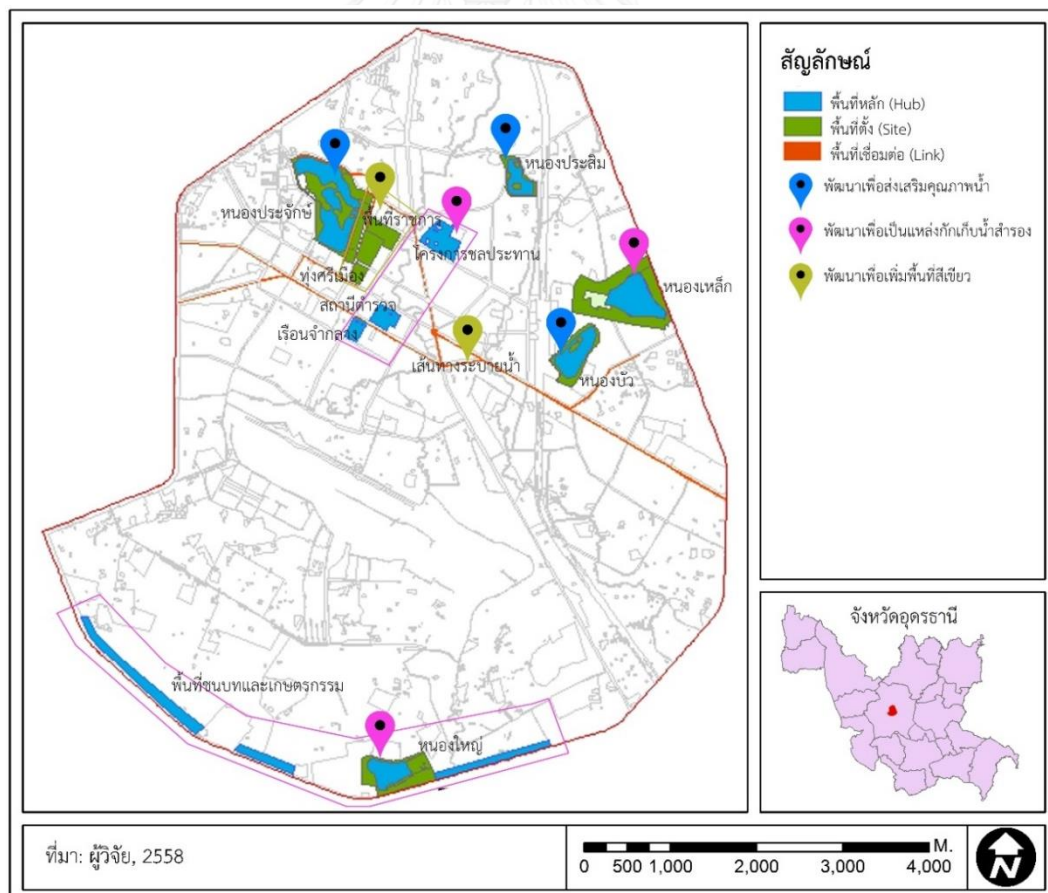 หนองประสิม
หนองประจักษ์
พื้นที่ราชการ
โครงการชลประทาน
ทุ่งศรีเมือง
หนองเหล็ก
สถานีตำรวจ
เรือนจำกลาง
เส้นทางระบายน้ำ
หนองบัว
พื้นที่ชนบทและเกษตรกรรม
หนองใหญ่
สัญลักษณ์
พื้นที่หลัก (Hub)
พื้นที่ตั้ง (Site)
พื้นที่เชื่อมต่อ (Link)
พัฒนาเพื่อส่งเสริมคุณภาพน้ำ
พัฒนาเพื่อเป็นแหล่งกักเก็บน้ำสำรอง
พัฒนาเพื่อเพิ่มพื้นที่สีเขียว
จังหวัดอุดรธานี
ที่มา: ผู้วิจัย, 2558
M.
0 500 1,000 2,000 3,000 4,000
N